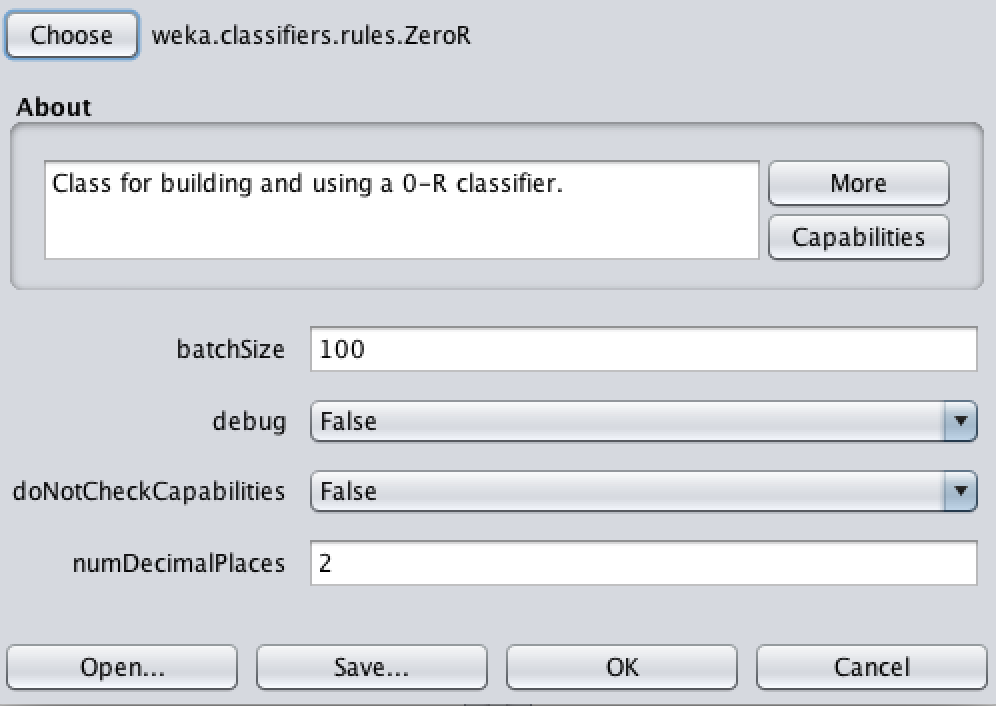 Choose weka.classifiers.rules.ZeroR
About
Class for building and using a 0-R classifier.
More
Capabilities
batchSize 100
debug False
doNotCheckCapabilities False
numDecimalPlaces 2
Open... Save... OK Cancel